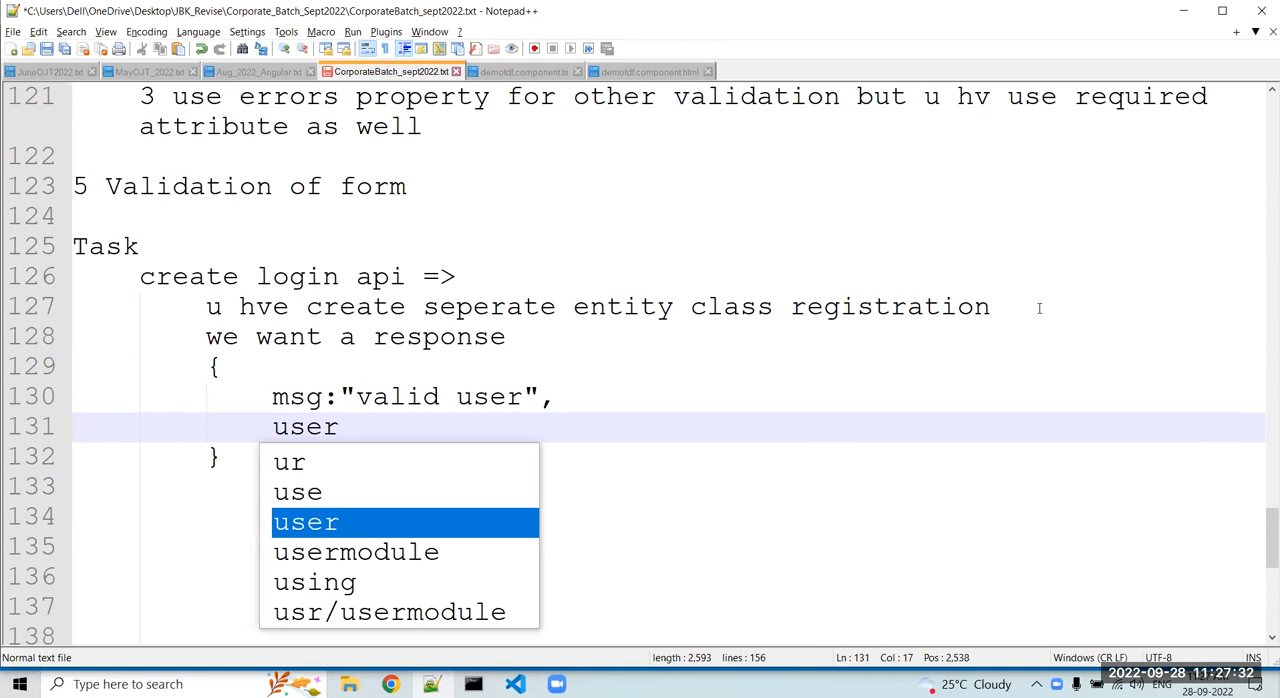 *C:\Users\Dell\OneDrive\Desktop\JBK_Revise\Corporate_Batch_Sept2022\CorporateBatch_sept2022.txt - Notepad++
File Edit Search View Encoding Language Settings Tools Macro Run Plugins Window ?
JuneOJT2022.txt MayOJT_2022.txt Aug_2022_Angular.txt CorporateBatch_sept2022.txt demotdf.component.ts demotdf.component.html
121 3 use errors property for other validation but u hv use required
attribute as well
122
123 5 Validation of form
124
125 Task
126 create login api =>
127 u hve create seperate entity class registration
128 we want a response
129 {
130 msg:"valid user",
131 user
132 }
ur
133
use
134 user
135 usermodule
136 using
137 usr/usermodule
138
Normal text file length : 2,593 lines : 156 Ln : 131 Col : 17 Pos : 2,538 Windows (CR LF) UTF-8 INS
2022-09-28 11:27:32
Type here to search 25°C Cloudy ENG
28-09-2022